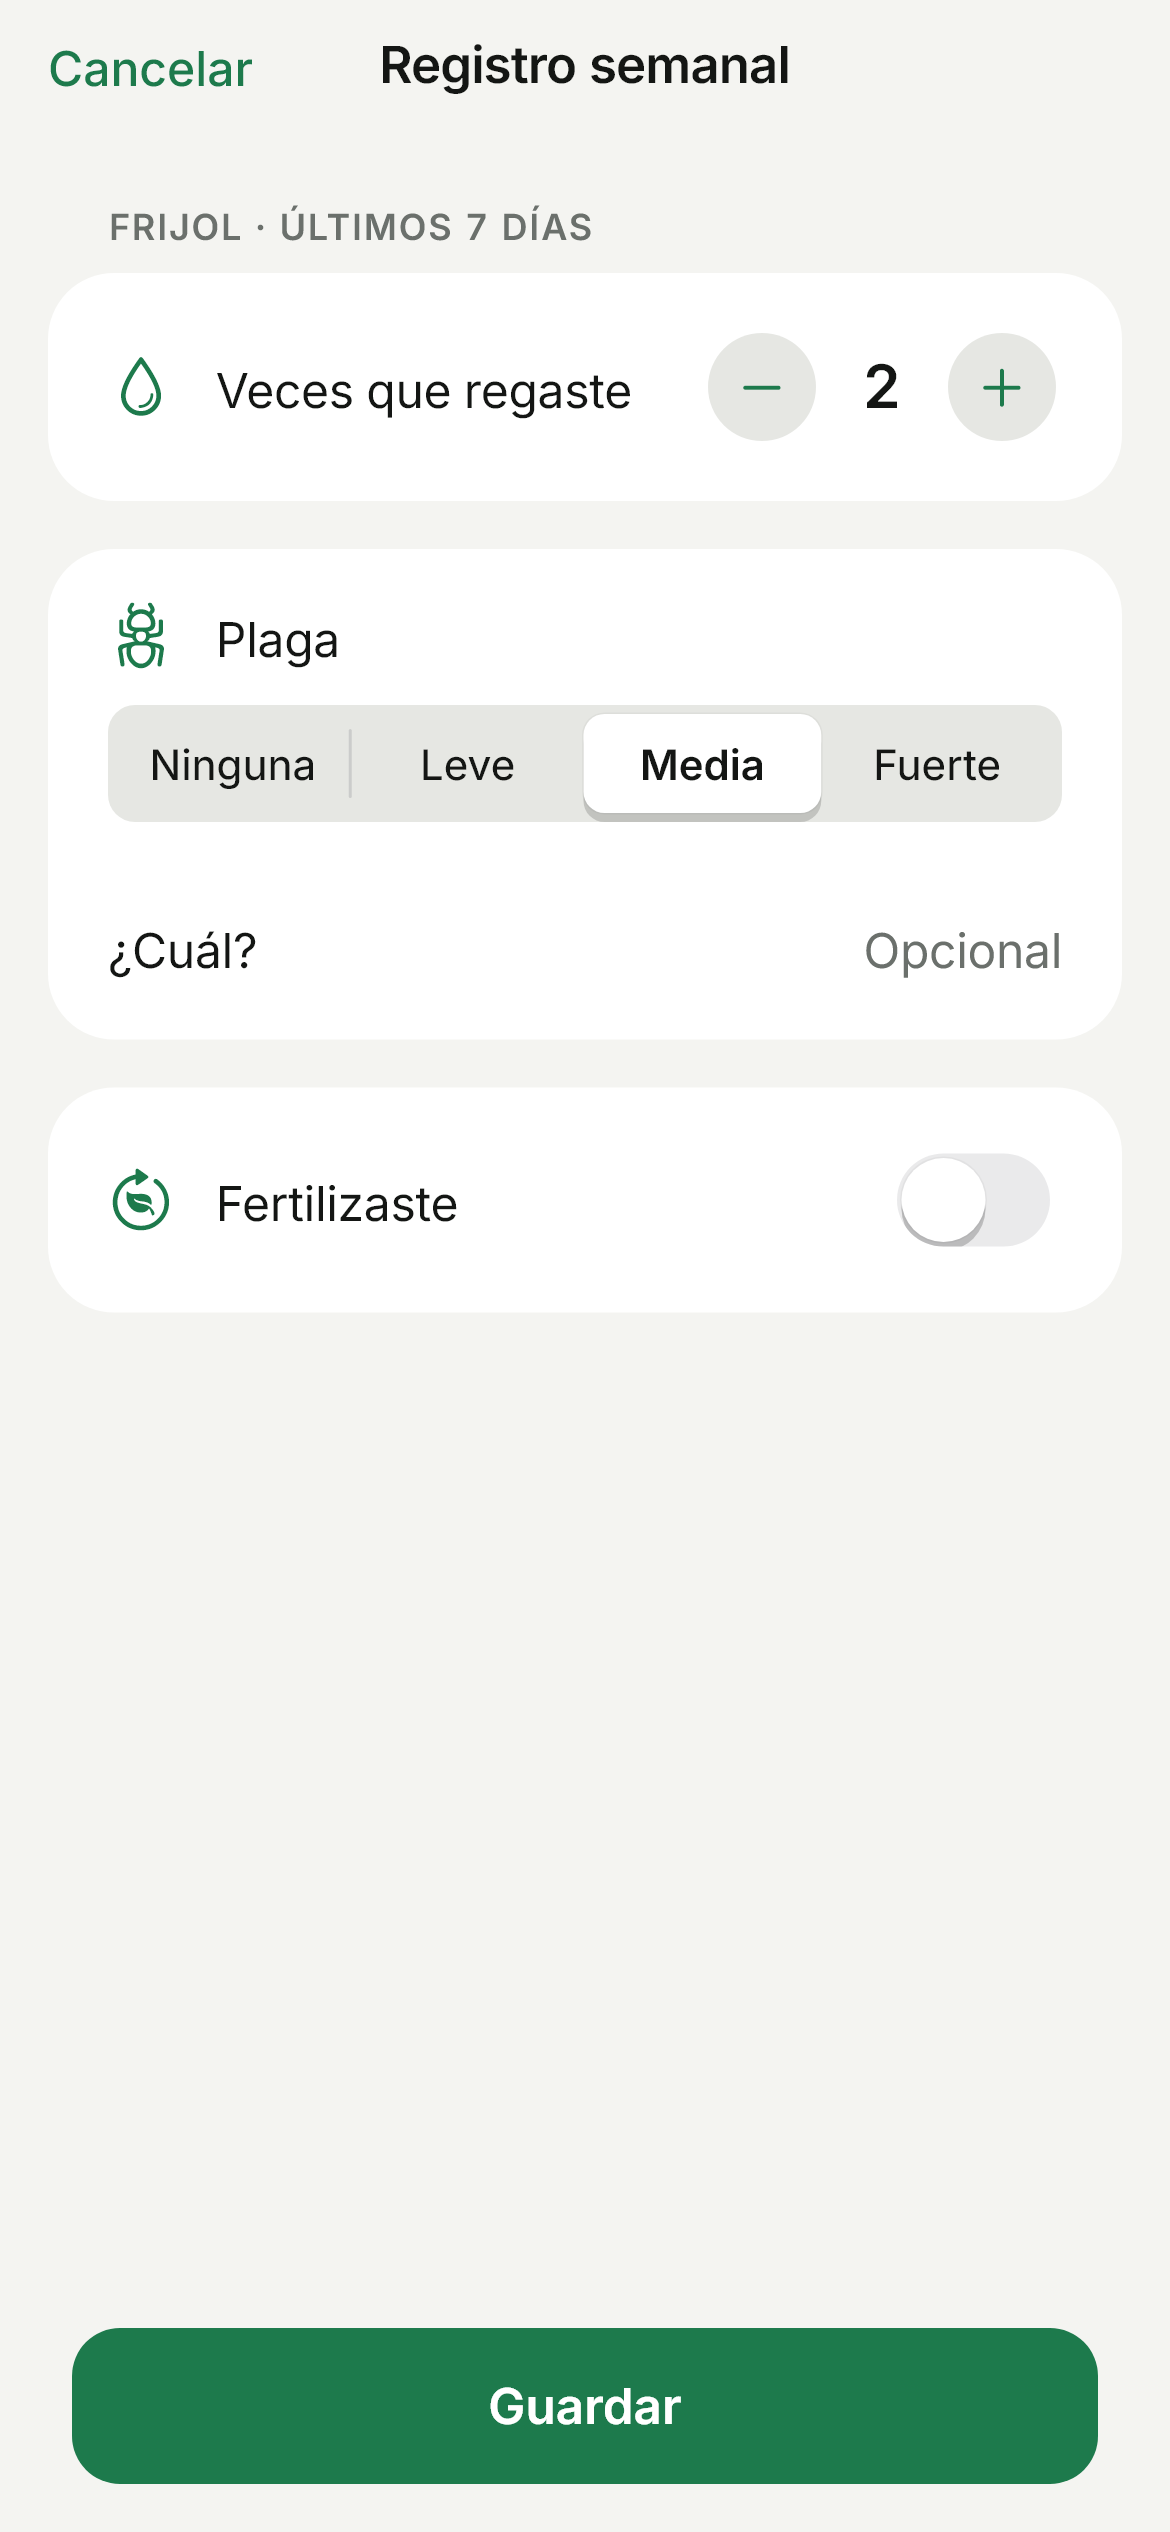 Cancelar
Registro semanal
FRIJOL · ÚLTIMOS 7 DÍAS
Veces que regaste
2
Plaga
Ninguna
Leve
Media
Fuerte
¿Cuál?
Opcional
Fertilizaste
Guardar